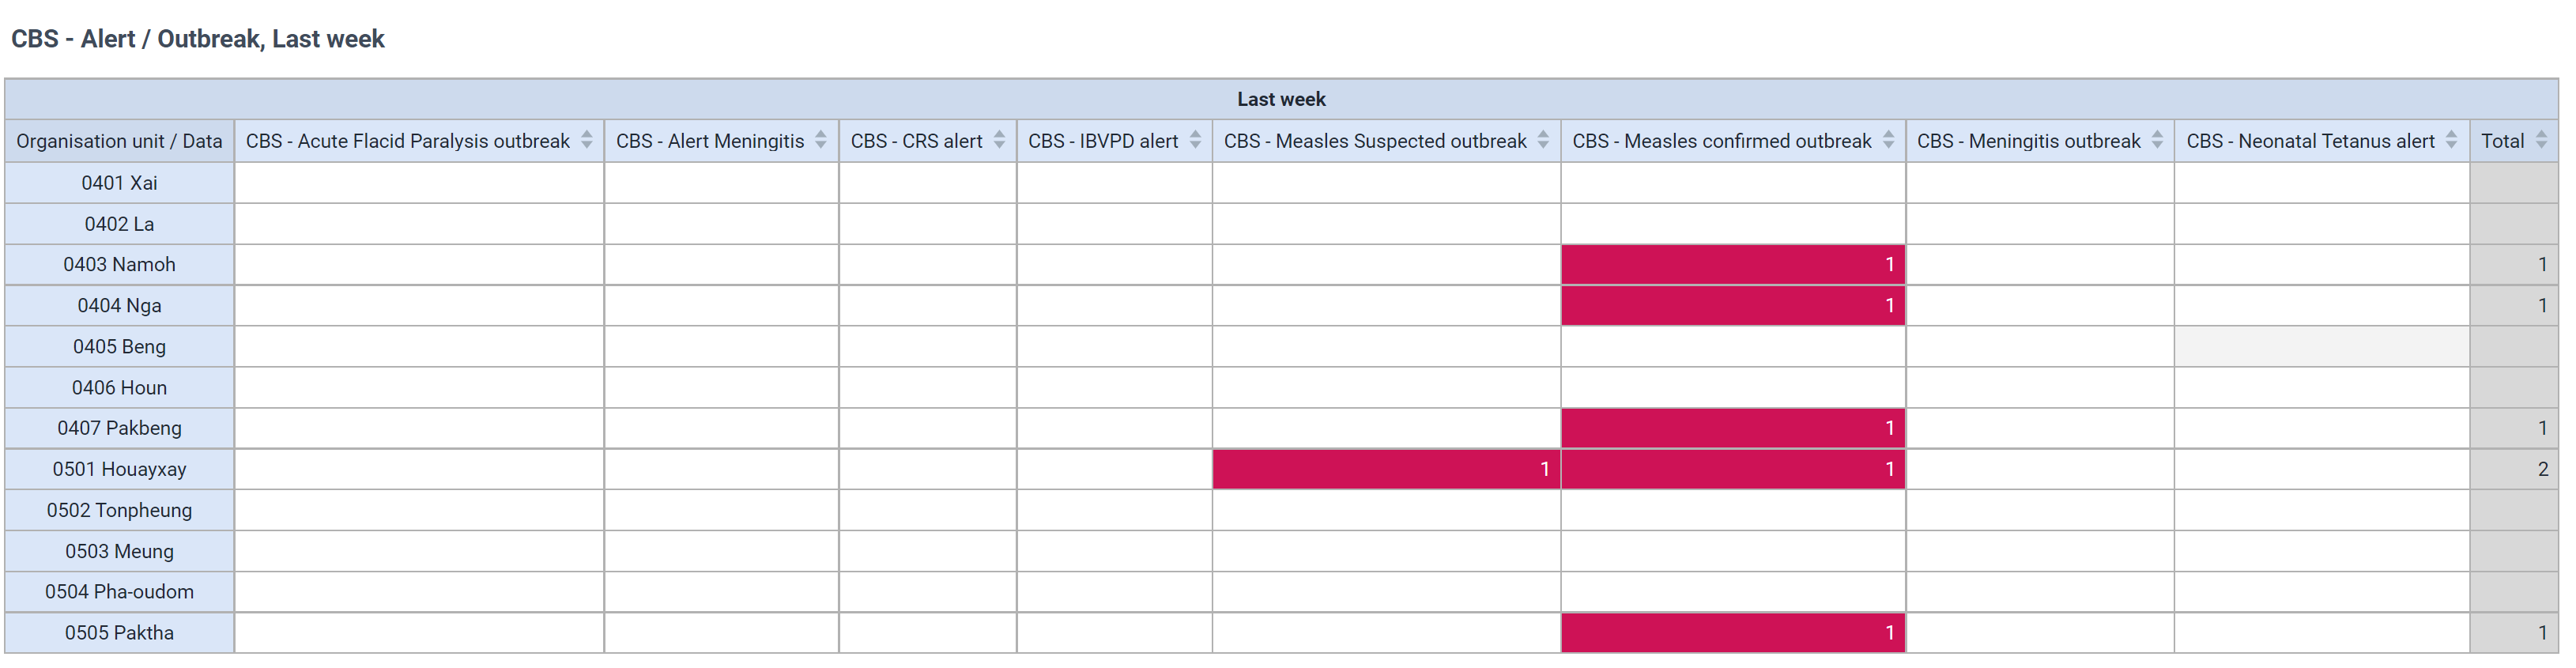 CBS - Alert / Outbreak, Last week
Last week
Organisation unit / Data CBS - Acute Flacid Paralysis outbreak CBS - Alert Meningitis CBS - CRS alert CBS - IBVPD alert CBS - Measles Suspected outbreak CBS - Measles confirmed outbreak CBS - Meningitis outbreak CBS - Neonatal Tetanus alert Total
0401 Xai
0402 La
0403 Namoh 1 1
0404 Nga 1 1
0405 Beng
0406 Houn
0407 Pakbeng 1 1
0501 Houayxay 1 1 2
0502 Tonpheung
0503 Meung
0504 Pha-oudom
0505 Paktha 1 1